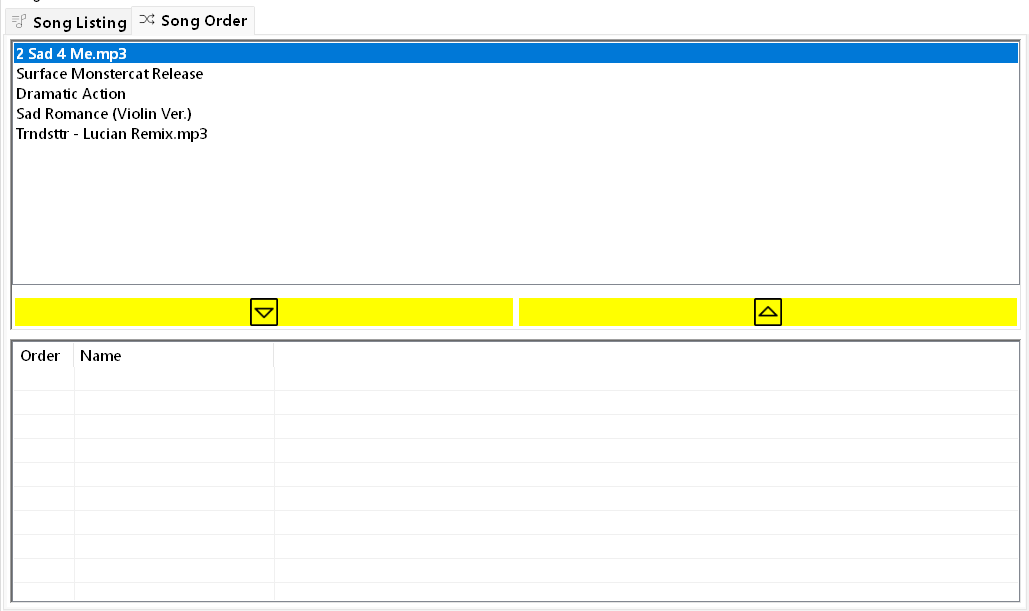 Song Listing Song Order
2 Sad 4 Me.mp3
Surface Monstercat Release
Dramatic Action
Sad Romance (Violin Ver.)
Trndsttr - Lucian Remix.mp3
Order Name